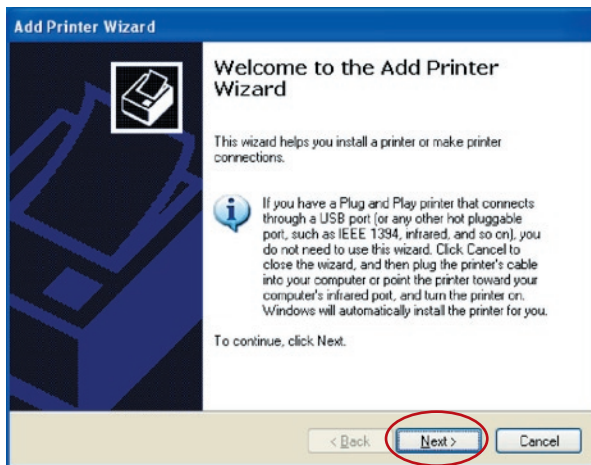 Add Printer Wizard
Welcome to the Add Printer
Wizard
This wizard helps you install a printer or make printer
connections.
If you have a Plug and Play printer that connects
through a USB port (or any other hot pluggable
port, such as IEEE 1394, infrared, and so on), you
do not need to use this wizard. Click Cancel to
close the wizard, and then plug the printer's cable
into your computer or point the printer toward your
computer's infrared port, and turn the printer on.
Windows will automatically install the printer for you.
To continue, click Next.
< Back Next > Cancel